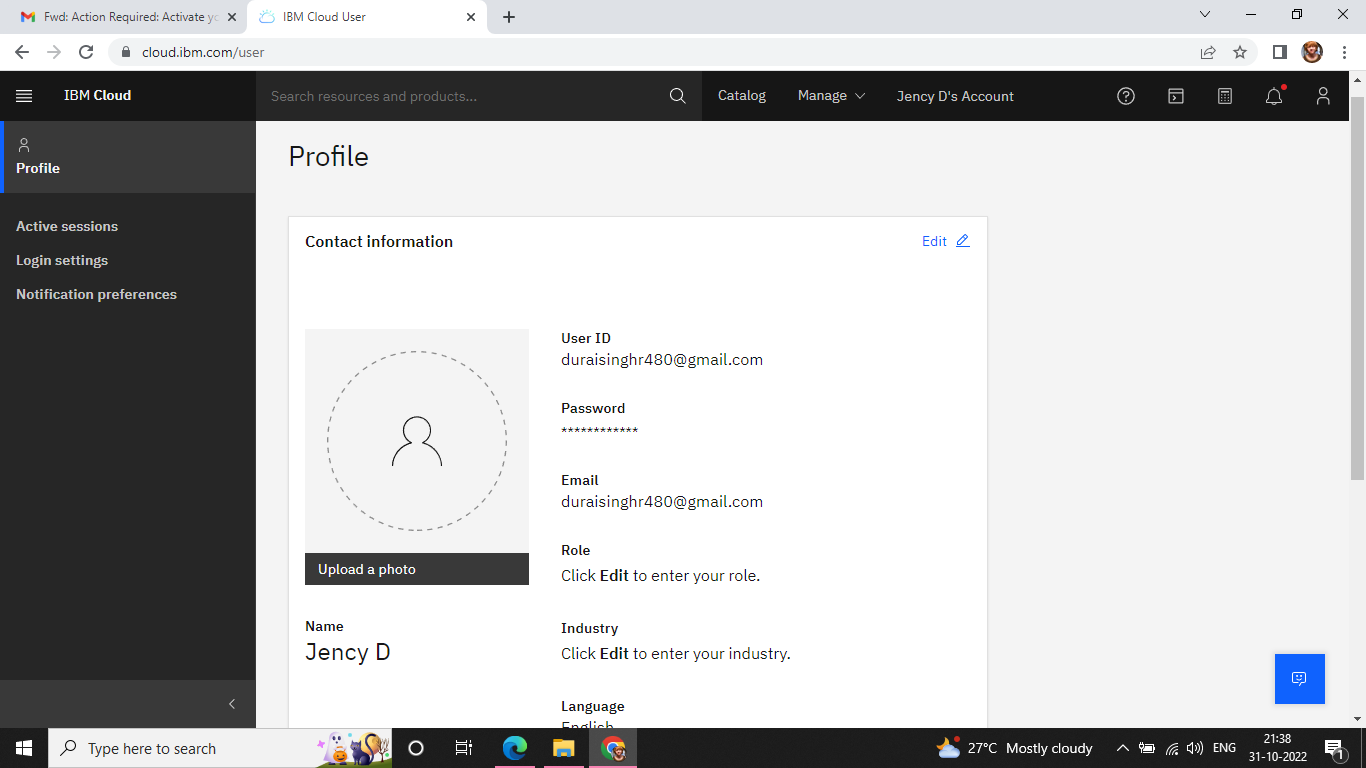 Fwd: Action Required: Activate yo
IBM Cloud User
cloud.ibm.com/user
IBM Cloud
Search resources and products...
Catalog
Manage
Jency D's Account
Profile
Active sessions
Login settings
Notification preferences
Profile
Contact information
Edit
Upload a photo
Name
Jency D
User ID
duraisinghr480@gmail.com
Password
************
Email
duraisinghr480@gmail.com
Role
Click Edit to enter your role.
Industry
Click Edit to enter your industry.
Language
English
Type here to search
27°C Mostly cloudy
ENG
21:38
31-10-2022
1